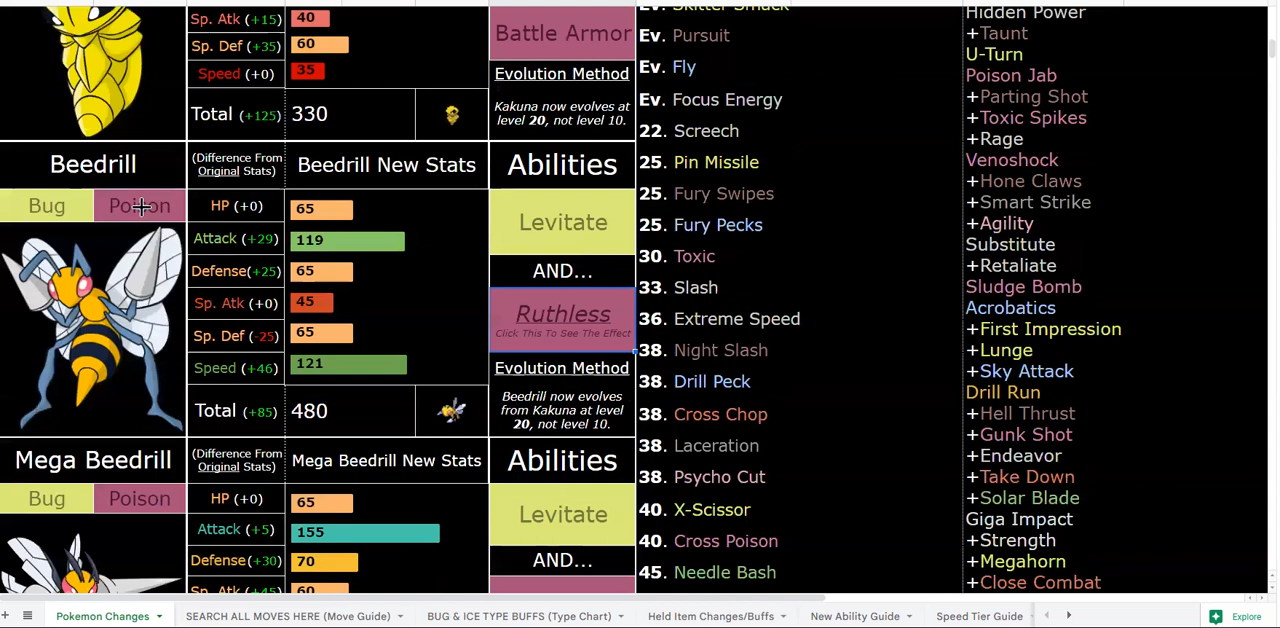 Sp. Atk (+15) 40
Sp. Def (+35) 60
Speed (+0) 35
Total (+125) 330
Battle Armor
Evolution Method
Kakuna now evolves at
level 20, not level 10.
Beedrill
(Difference From
Original Stats)
Beedrill New Stats
Abilities
Bug Poison
HP (+0) 65
Attack (+29) 119
Defense(+25) 65
Sp. Atk (+0) 45
Sp. Def (-25) 65
Speed (+46) 121
Total (+85) 480
Levitate
AND...
Ruthless
Click This To See The Effect
Evolution Method
Beedrill now evolves
from Kakuna at level
20, not level 10.
Mega Beedrill
(Difference From
Original Stats)
Mega Beedrill New Stats
Abilities
Bug Poison
HP (+0) 65
Attack (+5) 155
Defense(+30) 70
Sp. Atk (+45) 60
Levitate
AND...
Ev. Skitter Smack
Ev. Pursuit
Ev. Fly
Ev. Focus Energy
22. Screech
25. Pin Missile
25. Fury Swipes
25. Fury Pecks
30. Toxic
33. Slash
36. Extreme Speed
38. Night Slash
38. Drill Peck
38. Cross Chop
38. Laceration
38. Psycho Cut
40. X-Scissor
40. Cross Poison
45. Needle Bash
Hidden Power
+Taunt
U-Turn
Poison Jab
+Parting Shot
+Toxic Spikes
+Rage
Venoshock
+Hone Claws
+Smart Strike
+Agility
Substitute
+Retaliate
Sludge Bomb
Acrobatics
+First Impression
+Lunge
+Sky Attack
Drill Run
+Hell Thrust
+Gunk Shot
+Endeavor
+Take Down
+Solar Blade
Giga Impact
+Strength
+Megahorn
+Close Combat
Pokemon Changes
SEARCH ALL MOVES HERE (Move Guide)
BUG & ICE TYPE BUFFS (Type Chart)
Held Item Changes/Buffs
New Ability Guide
Speed Tier Guide
Explore